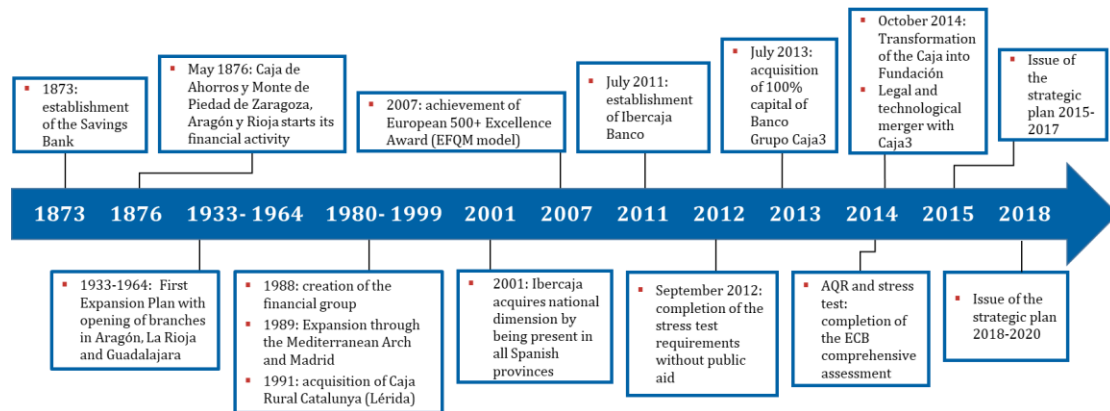 1873:
establishment
of the Savings
Bank
May 1876: Caja de
Ahorros y Monte de
Piedad de Zaragoza,
Aragón y Rioja starts its
financial activity
2007: achievement of
European 500+ Excellence
Award (EFQM model)
July 2011:
establishment
of Ibercaja
Banco
July 2013:
acquisition
of 100%
capital of
Banco
Grupo Caja3
October 2014:
Transformation
of the Caja into
Fundación
Legal and
technological
merger with
Caja3
Issue of
the
strategic
plan 2015-
2017
1873 1876 1933- 1964 1980- 1999 2001 2007 2011 2012 2013 2014 2015 2018
1933-1964: First
Expansion Plan with
opening of branches
in Aragón, La Rioja
and Guadalajara
1988: creation of the
financial group
1989: Expansion through
the Mediterranean Arch
and Madrid
1991: acquisition of Caja
Rural Catalunya (Lérida)
2001: Ibercaja
acquires national
dimension by
being present in
all Spanish
provinces
September 2012:
completion of the
stress test
requirements
without public
aid
AQR and stress
test:
completion of
the ECB
comprehensive
assessment
Issue of the
strategic plan
2018-2020